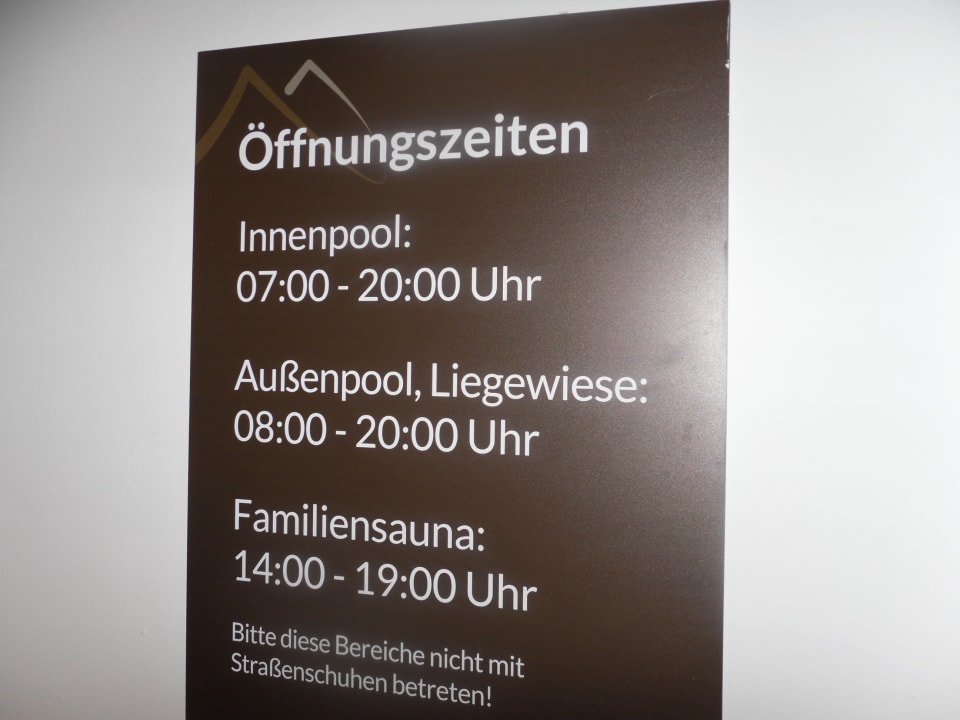 Öffnungszeiten
Innenpool:
07:00 - 20:00 Uhr
Außenpool, Liegewiese:
08:00 - 20:00 Uhr
Familiensauna:
14:00 - 19:00 Uhr
Bitte diese Bereiche nicht mit
Straßenschuhen betreten!